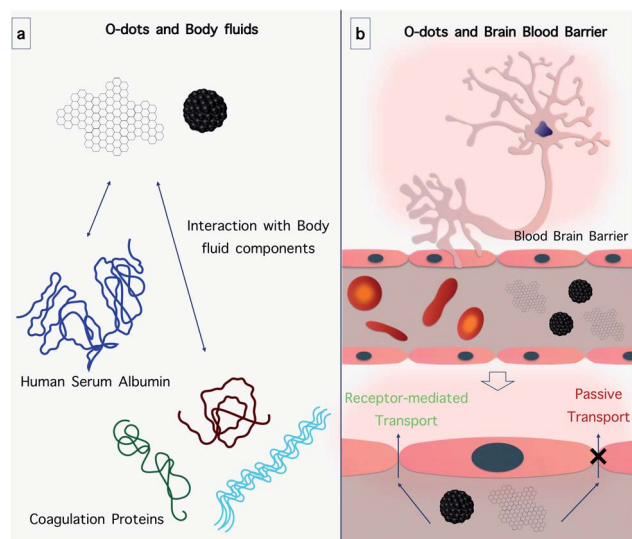 a
O-dots and Body fluids
Interaction with Body
fluid components
Human Serum Albumin
Coagulation Proteins
b
O-dots and Brain Blood Barrier
Blood Brain Barrier
Receptor-mediated
Transport
Passive
Transport